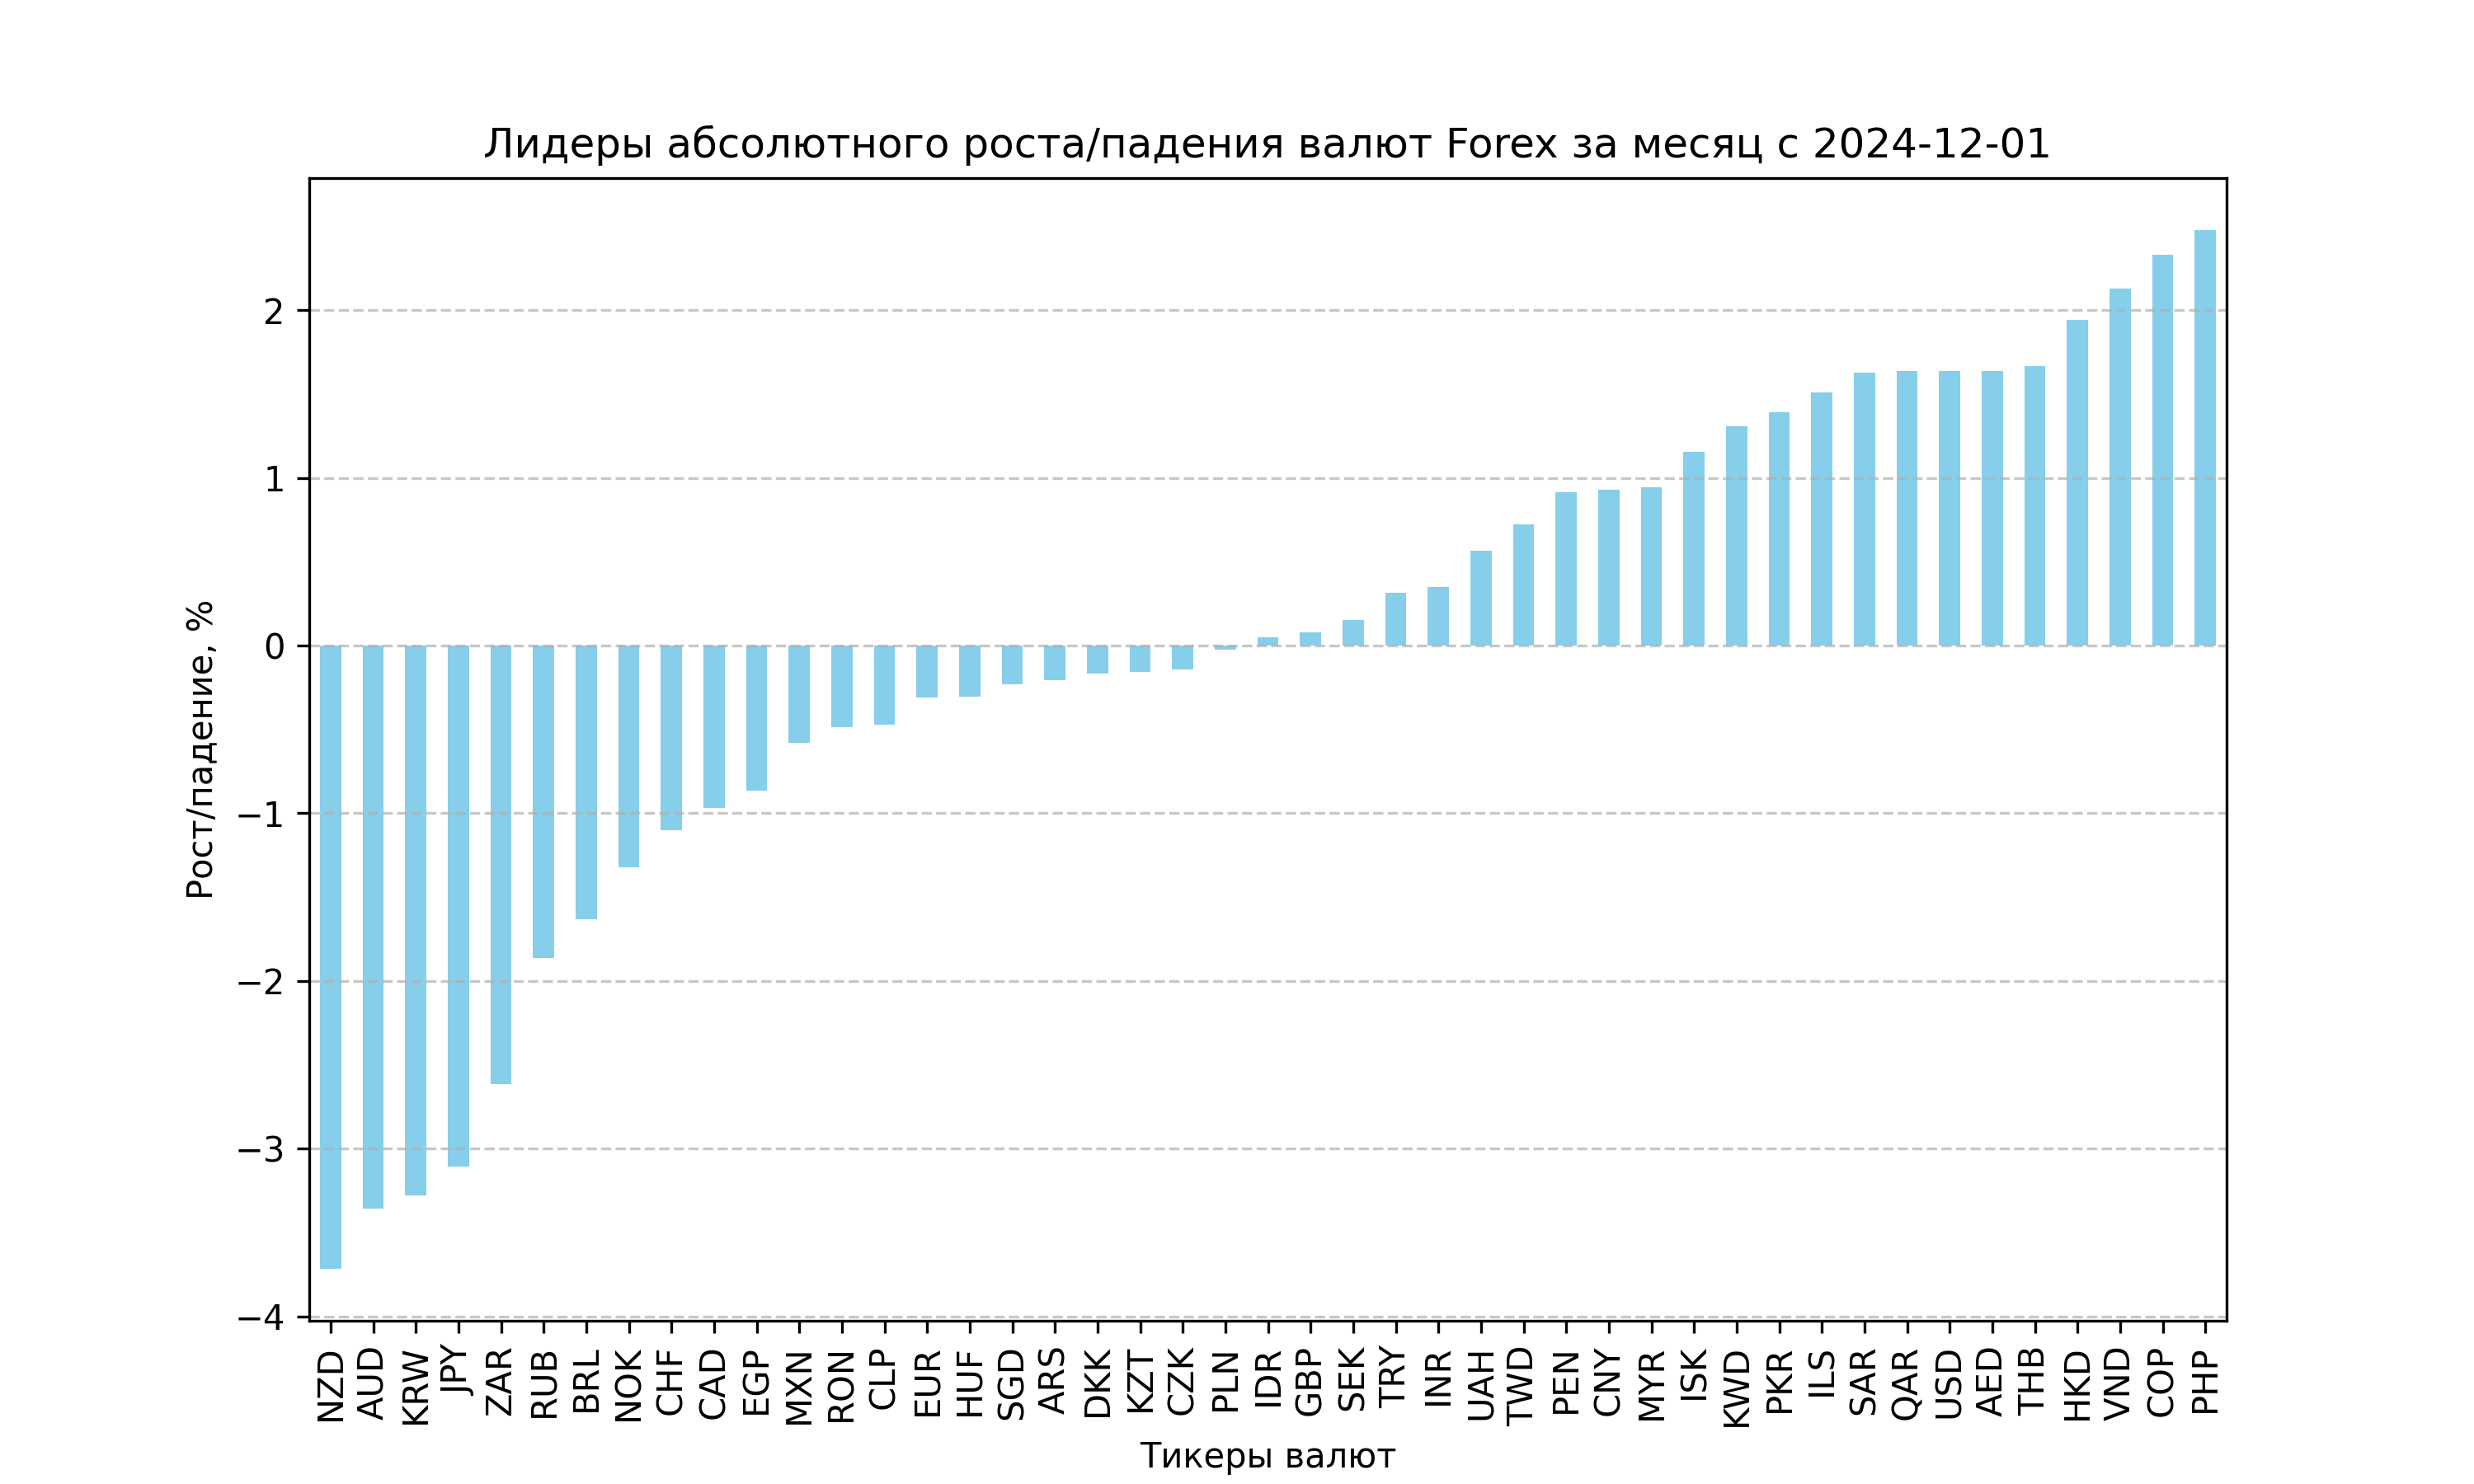 Лидеры абсолютного роста/падения валют Forex за месяц с 2024-12-01
Рост/падение, %
2
1
0
−1
−2
−3
−4
NZD
AUD
KRW
JPY
ZAR
RUB
BRL
NOK
CHF
CAD
EGP
MXN
RON
CLP
EUR
HUF
SGD
ARS
DKK
KZT
CZK
PLN
IDR
GBP
SEK
TRY
INR
UAH
TWD
PEN
CNY
MYR
ISK
KWD
PKR
ILS
SAR
QAR
USD
AED
THB
HKD
VND
COP
PHP
Тикеры валют